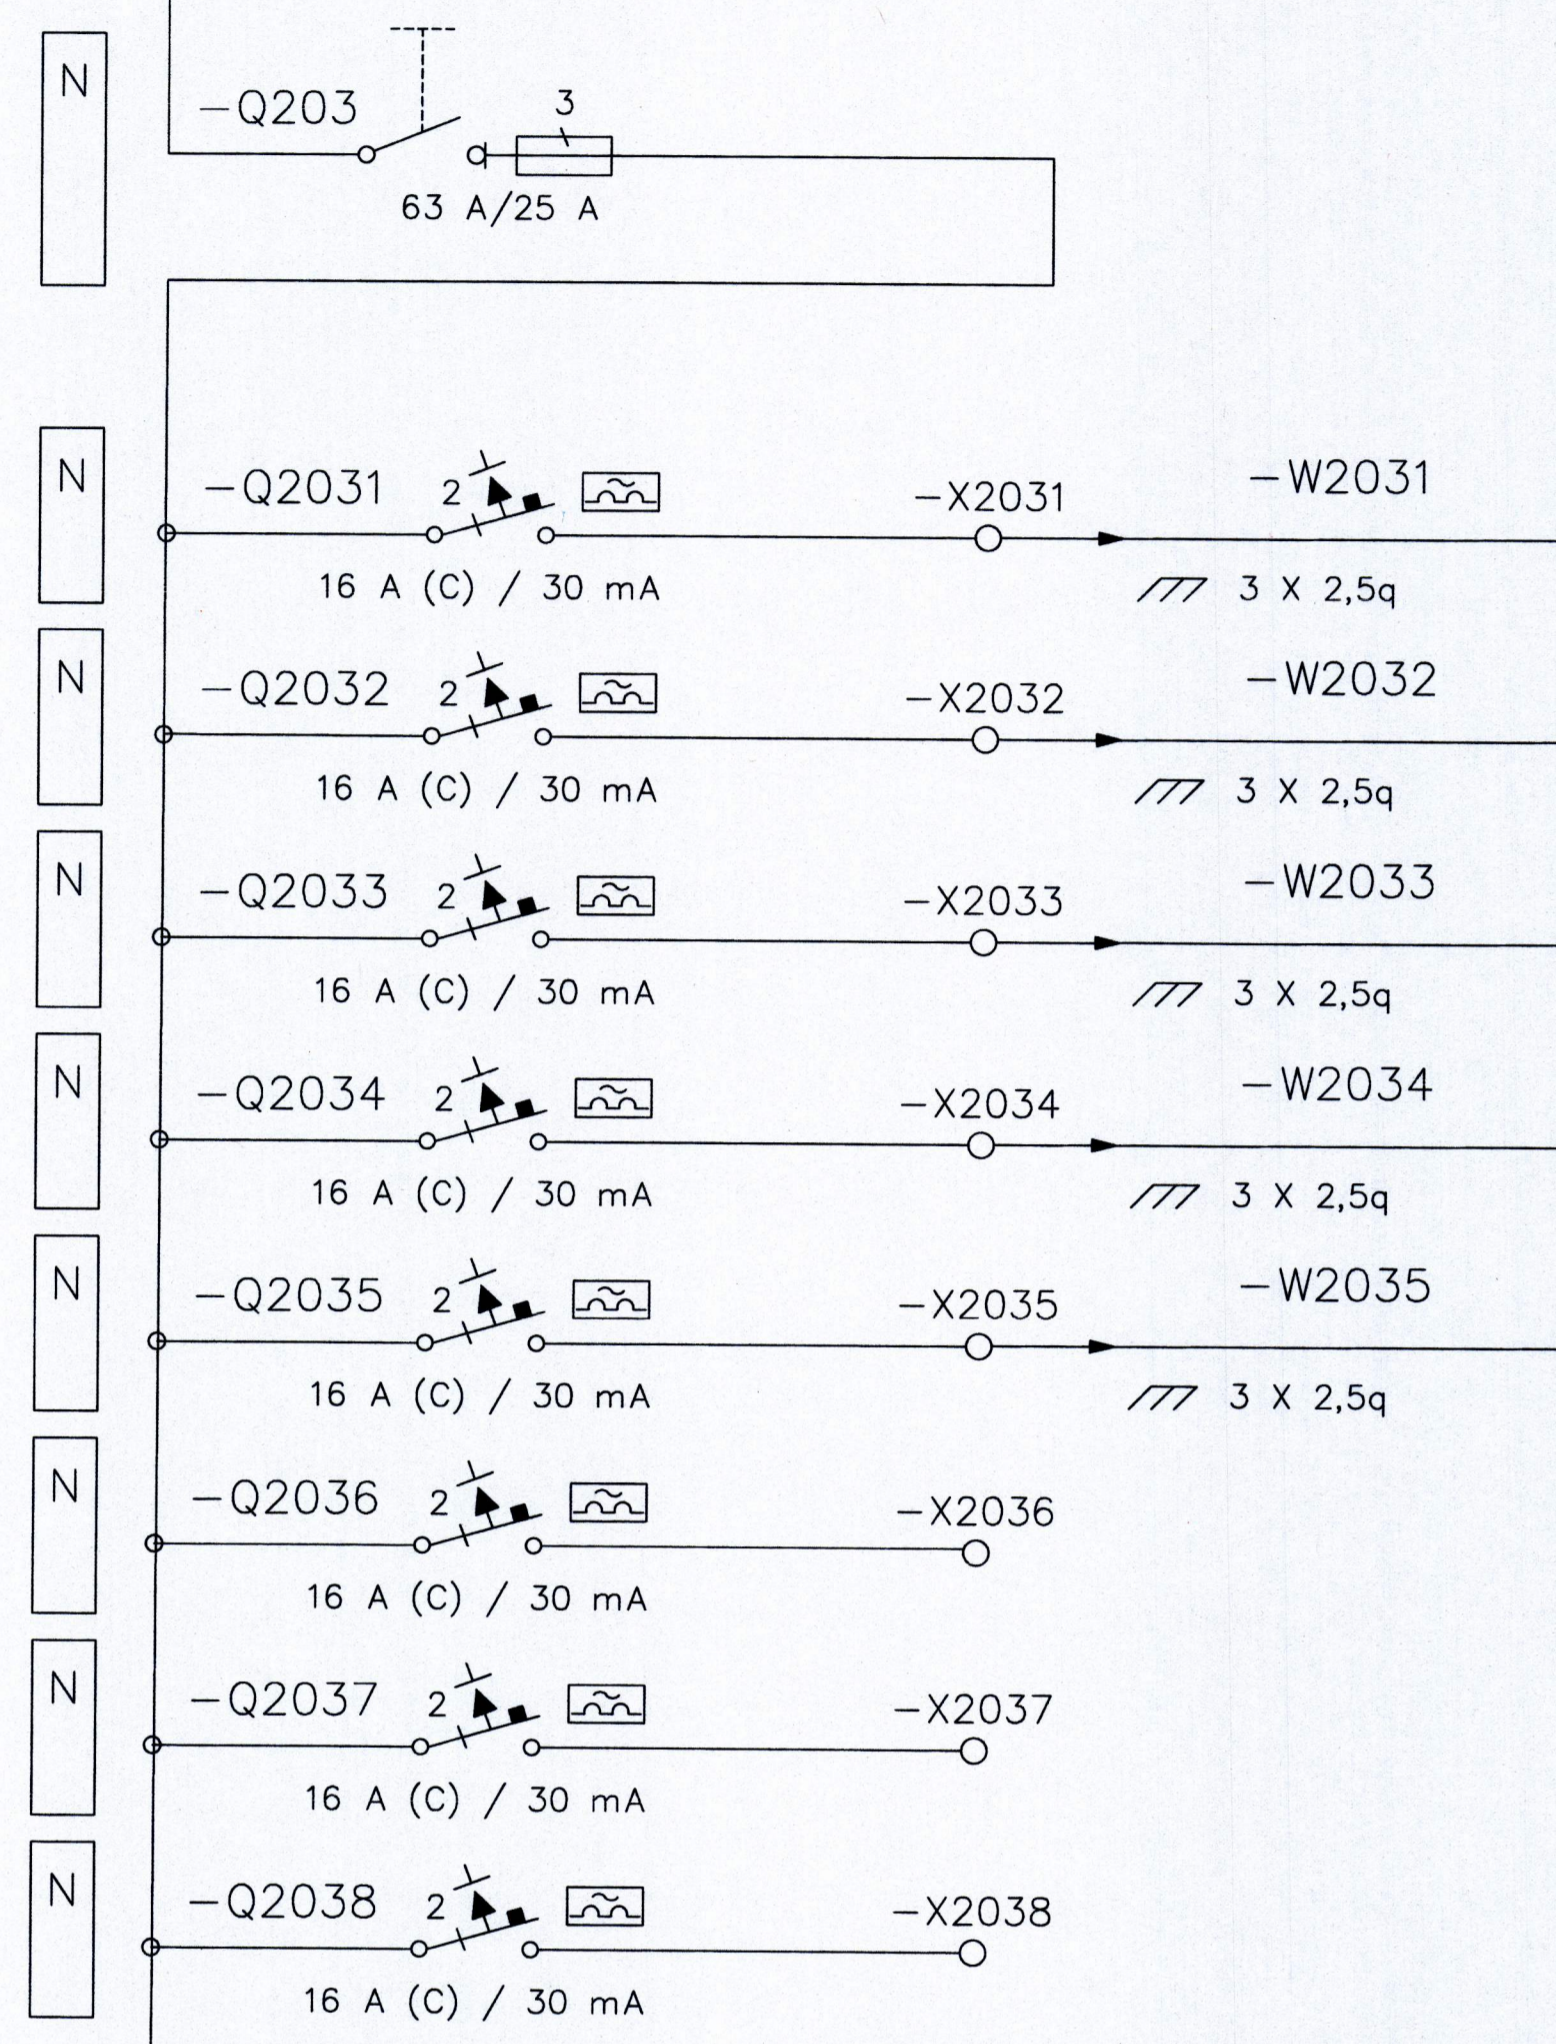 N
-Q203
3
63 A/25 A
N
-Q2031 2 -X2031 -W2031
16 A (C) / 30 mA 3 X 2,5q
N
-Q2032 2 -X2032 -W2032
16 A (C) / 30 mA 3 X 2,5q
N
-Q2033 2 -X2033 -W2033
16 A (C) / 30 mA 3 X 2,5q
N
-Q2034 2 -X2034 -W2034
16 A (C) / 30 mA 3 X 2,5q
N
-Q2035 2 -X2035 -W2035
16 A (C) / 30 mA 3 X 2,5q
N
-Q2036 2 -X2036
16 A (C) / 30 mA
N
-Q2037 2 -X2037
16 A (C) / 30 mA
N
-Q2038 2 -X2038
16 A (C) / 30 mA